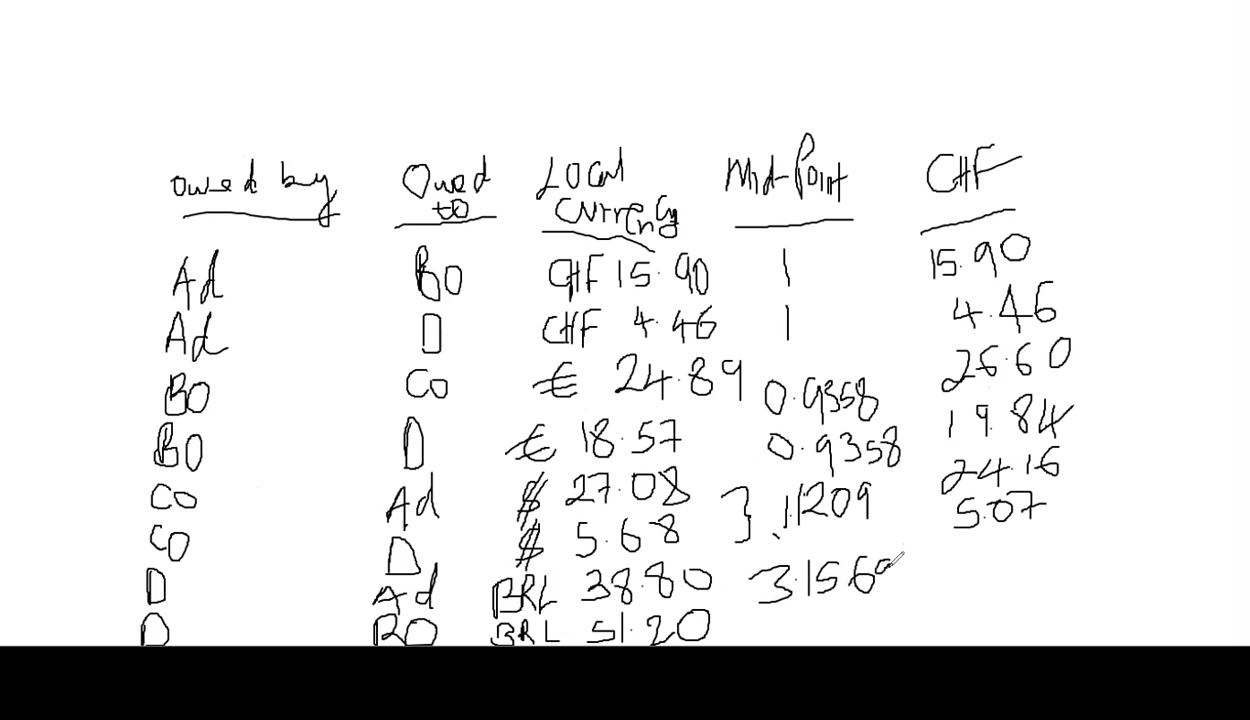 Owed by Owed to Local Currency Mid-Point CHF
Ad BO CHF 15.90 1 15.90
Ad D CHF 4.46 1 4.46
BO CO € 24.89 0.9358 26.60
BO D € 18.57 0.9358 19.84
CO Ad $ 27.08 } 1.1209 24.16
CO D $ 5.68 5.07
D Ad BRL 38.80
D BO BRL 51.20